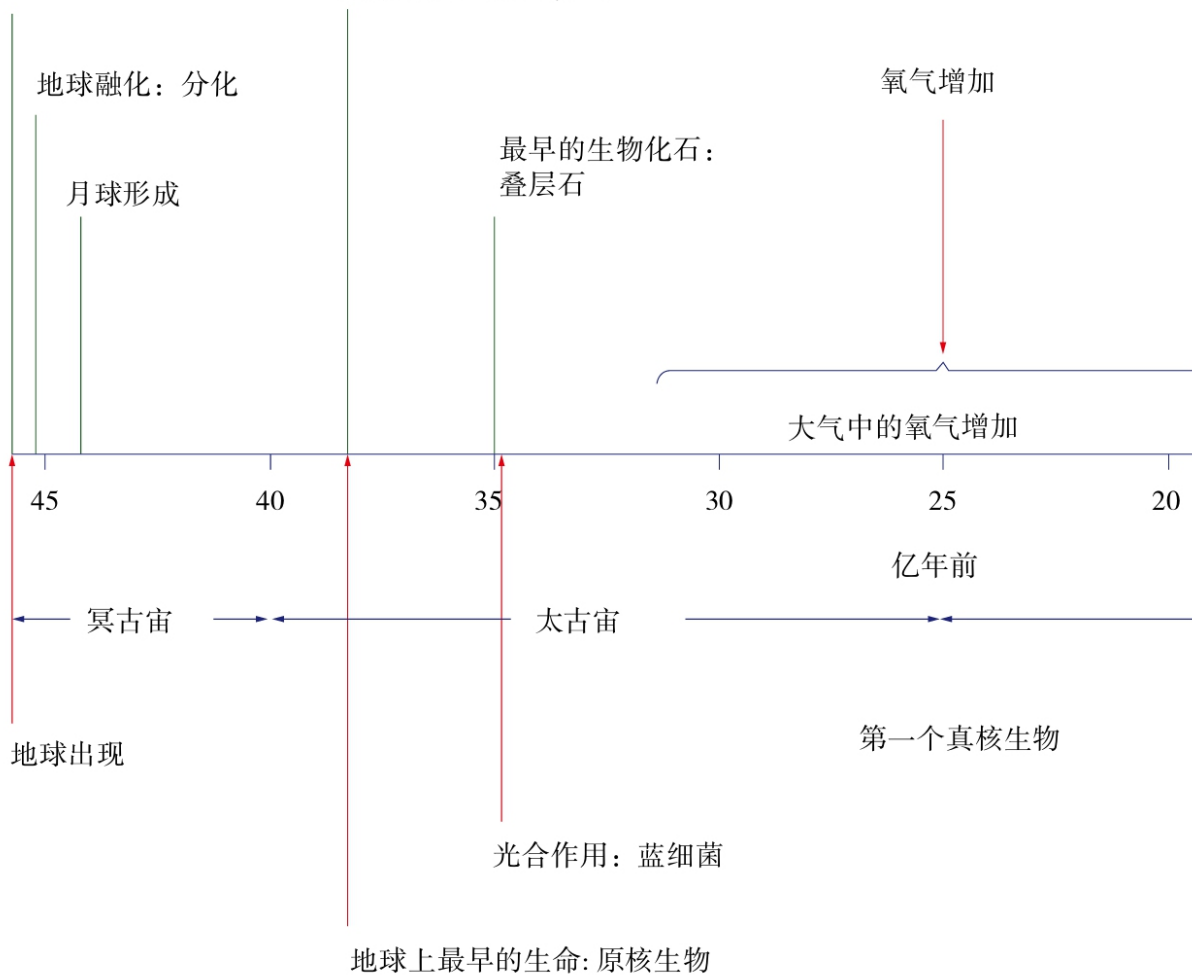 地球融化：分化
氧气增加
最早的生物化石：
叠层石
月球形成
大气中的氧气增加
45 40 35 30 25 20
亿年前
冥古宙 太古宙
地球出现
第一个真核生物
光合作用：蓝细菌
地球上最早的生命: 原核生物